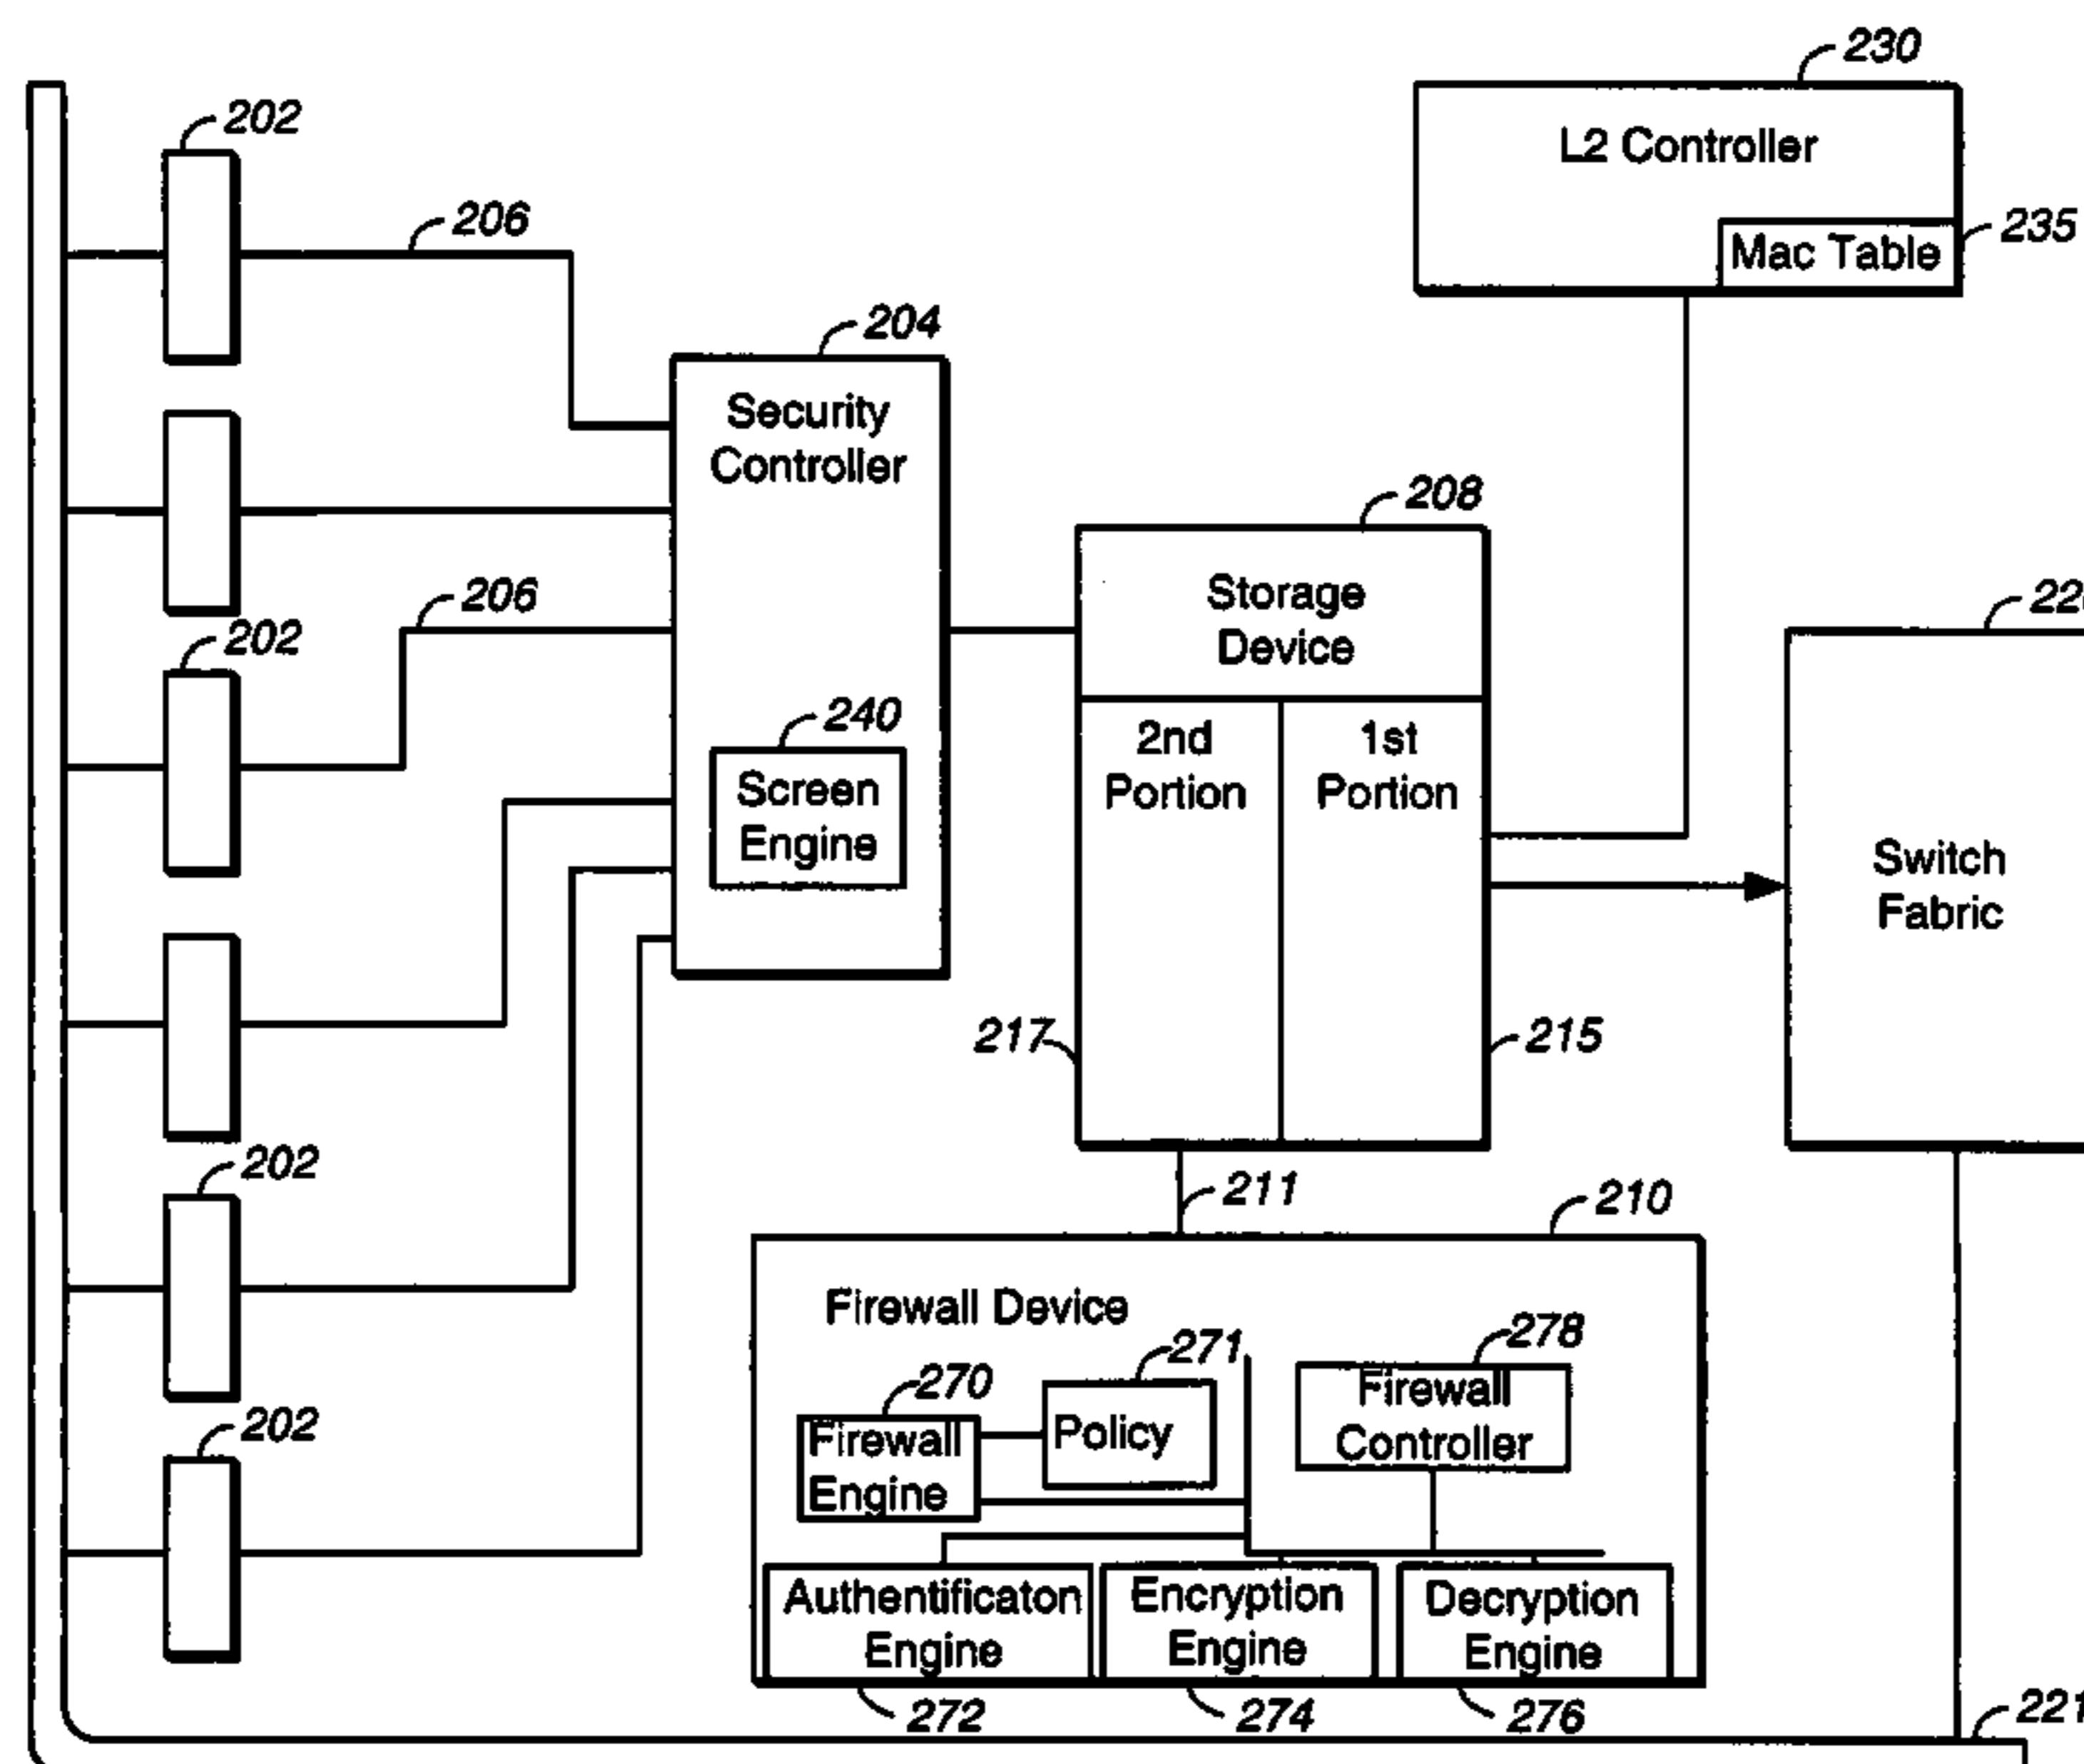 230
L2 Controller
235
Mac Table
202
206
204
Security
Controller
208
Storage
Device
206
202
240
Screen
Engine
2nd
Portion
1st
Portion
Switch
Fabric
217
215
202
211
210
Firewall Device
271
278
270
Firewall
Engine
Policy
Firewall
Controller
202
Authentificaton
Engine
Encryption
Engine
Decryption
Engine
272
274
276
221